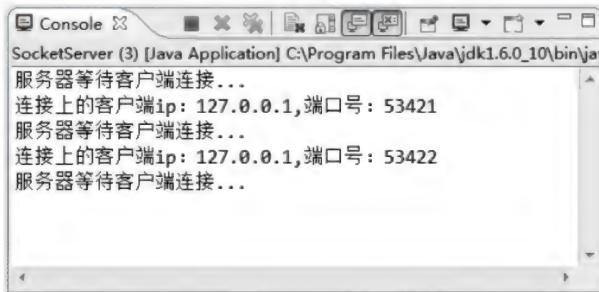 Console
SocketServer (3) [Java Application] C:\Program Files\Java\jdk1.6.0_10\bin\jav
服务器等待客户端连接...
连接上的客户端ip：127.0.0.1,端口号：53421
服务器等待客户端连接...
连接上的客户端ip：127.0.0.1,端口号：53422
服务器等待客户端连接...